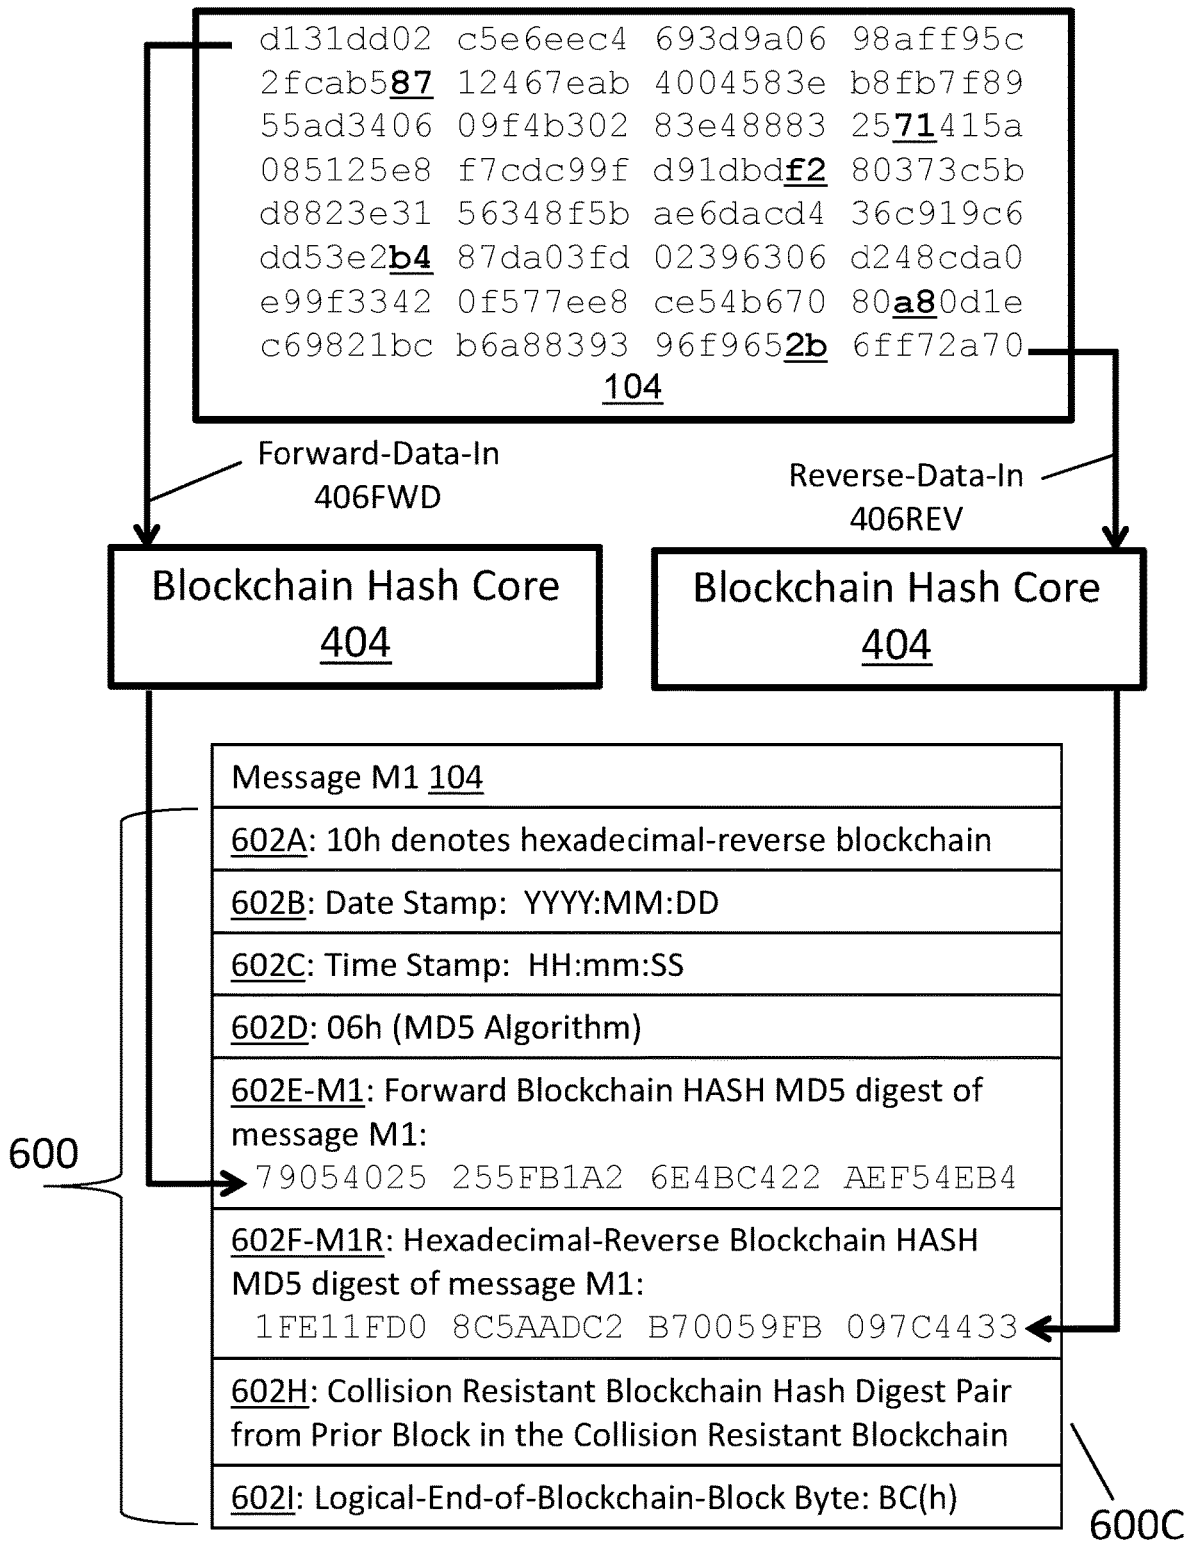 d131dd02 c5e6eec4 693d9a06 98aff95c
2fcab587 12467eab 4004583e b8fb7f89
55ad3406 09f4b302 83e48883 2571415a
085125e8 f7cdc99f d91dbdf2 80373c5b
d8823e31 56348f5b ae6dacd4 36c919c6
dd53e2b4 87da03fd 02396306 d248cda0
e99f3342 0f577ee8 ce54b670 80a80d1e
c69821bc b6a88393 96f9652b 6ff72a70
104
Forward-Data-In
406FWD
Reverse-Data-In
406REV
Blockchain Hash Core
404
Blockchain Hash Core
404
Message M1 104
602A: 10h denotes hexadecimal-reverse blockchain
602B: Date Stamp: YYYY:MM:DD
602C: Time Stamp: HH:mm:SS
602D: 06h (MD5 Algorithm)
602E-M1: Forward Blockchain HASH MD5 digest of
message M1:
79054025 255FB1A2 6E4BC422 AEF54EB4
602F-M1R: Hexadecimal-Reverse Blockchain HASH
MD5 digest of message M1:
1FE11FD0 8C5AADC2 B70059FB 097C4433
602H: Collision Resistant Blockchain Hash Digest Pair
from Prior Block in the Collision Resistant Blockchain
602I: Logical-End-of-Blockchain-Block Byte: BC(h)
600
600C